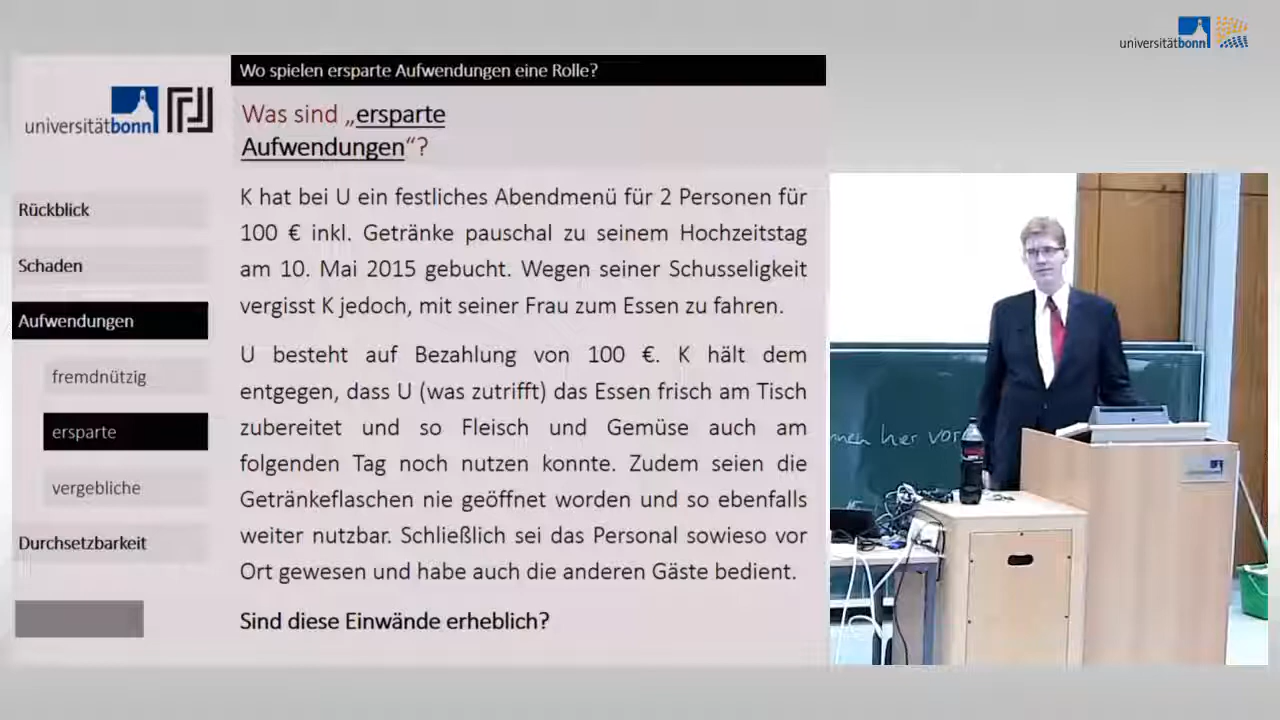 universitätbonn
Wo spielen ersparte Aufwendungen eine Rolle?
universitätbonn
Was sind „ersparte
Aufwendungen“?
Rückblick
Schaden
Aufwendungen
fremdnützig
ersparte
vergebliche
Durchsetzbarkeit
K hat bei U ein festliches Abendmenü für 2 Personen für
100 € inkl. Getränke pauschal zu seinem Hochzeitstag
am 10. Mai 2015 gebucht. Wegen seiner Schusseligkeit
vergisst K jedoch, mit seiner Frau zum Essen zu fahren.
U besteht auf Bezahlung von 100 €. K hält dem
entgegen, dass U (was zutrifft) das Essen frisch am Tisch
zubereitet und so Fleisch und Gemüse auch am
folgenden Tag noch nutzen konnte. Zudem seien die
Getränkeflaschen nie geöffnet worden und so ebenfalls
weiter nutzbar. Schließlich sei das Personal sowieso vor
Ort gewesen und habe auch die anderen Gäste bedient.
Sind diese Einwände erheblich?
hier vor